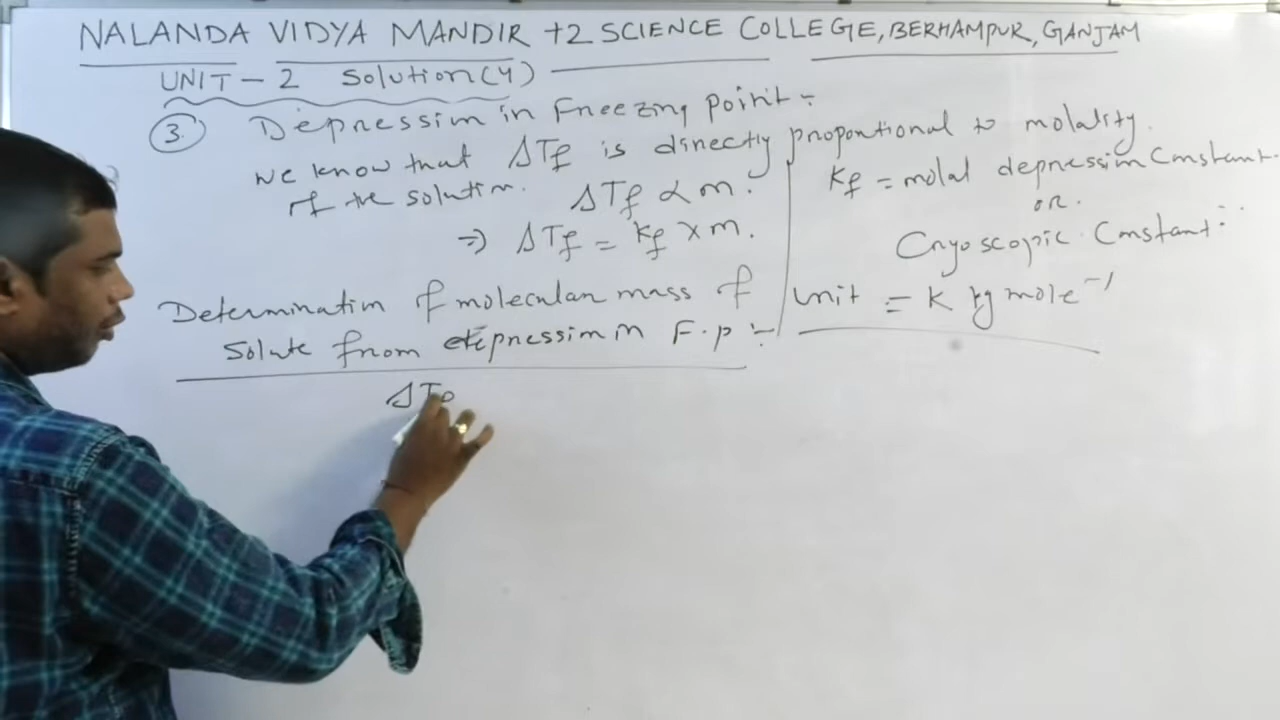 NALANDA VIDYA MANDIR +2 SCIENCE COLLEGE, BERHAMPUR, GANJAM
UNIT - 2 Solution(4)
3. Depression in Freezing point :-
we know that ΔTf is directly proportional to molality
of the solution. ΔTf α m.
⇒ ΔTf = Kf × m.
Kf = molal depression Constant.
or.
Cryoscopic Constant :-
unit = K kg mole⁻¹
Determination of molecular mass of
Solute from depression in F.p :-
ΔTf